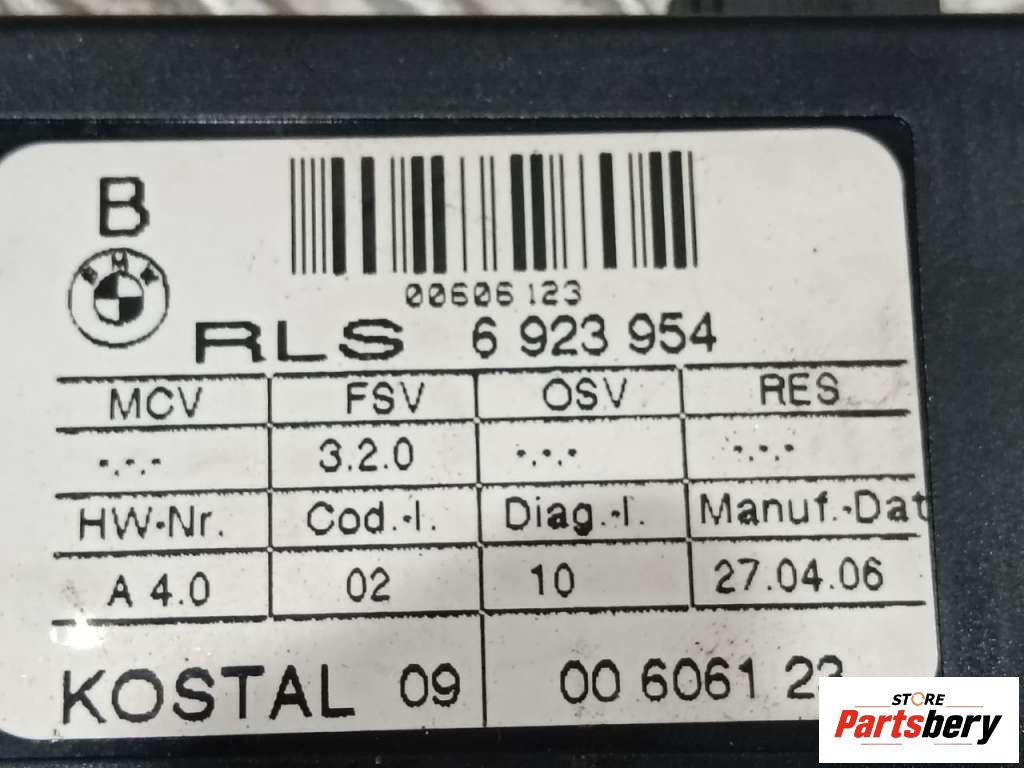 B
BMW
00606123
RLS 6 923 954
MCV FSV OSV RES
-.-.- 3.2.0 -.-.- -.-.-
HW-Nr. Cod.-I. Diag.-I. Manuf.-Dat
A 4.0 02 10 27.04.06
KOSTAL 09 00 6061 23
STORE
Partsbery